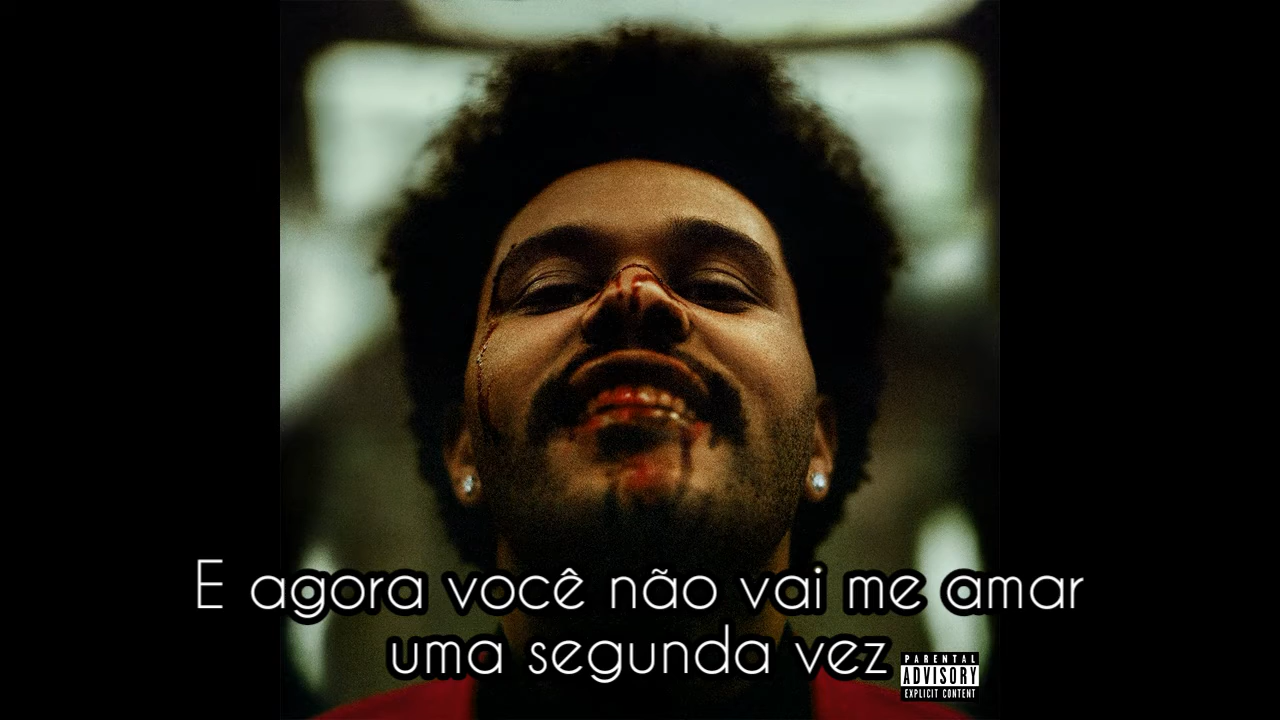 E agora você não vai me amar
uma segunda vez
PARENTAL
ADVISORY
EXPLICIT CONTENT